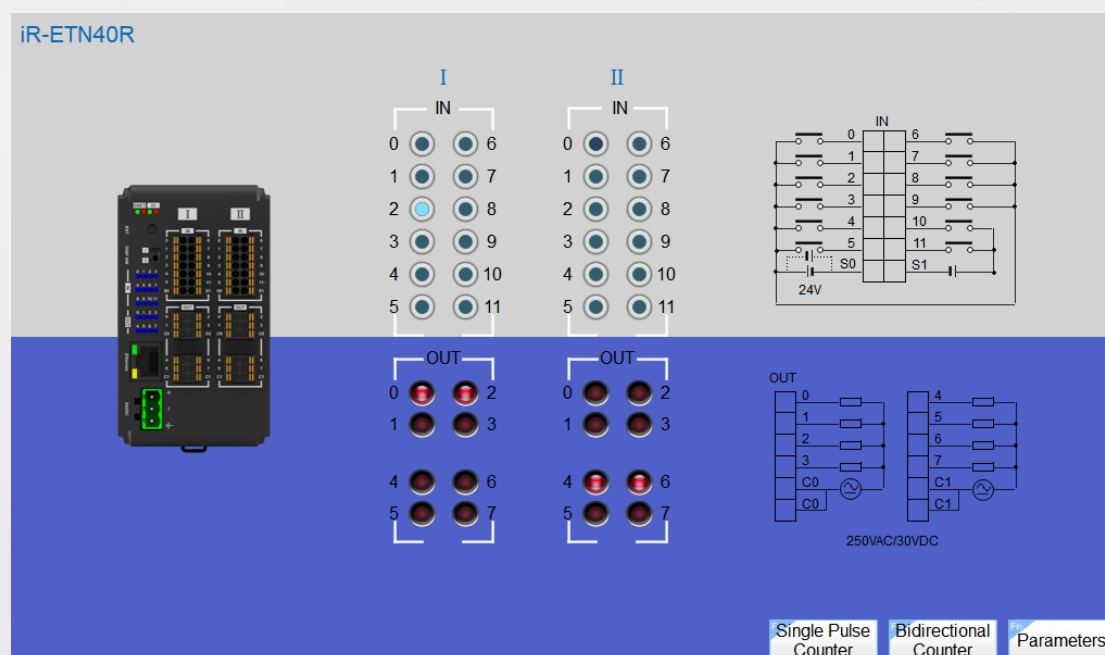 iR-ETN40R
I II
IN IN
0 6 0 6
1 7 1 7
2 8 2 8
3 9 3 9
4 10 4 10
5 11 5 11
OUT OUT
0 2 0 2
1 3 1 3
4 6 4 6
5 7 5 7
IN
0 6
1 7
2 8
3 9
4 10
5 11
S0 S1
24V
OUT
0 4
1 5
2 6
3 7
C0 C1
C0 C1
250VAC/30VDC
I II
Single Pulse
Counter
Bidirectional
Counter
Parameters